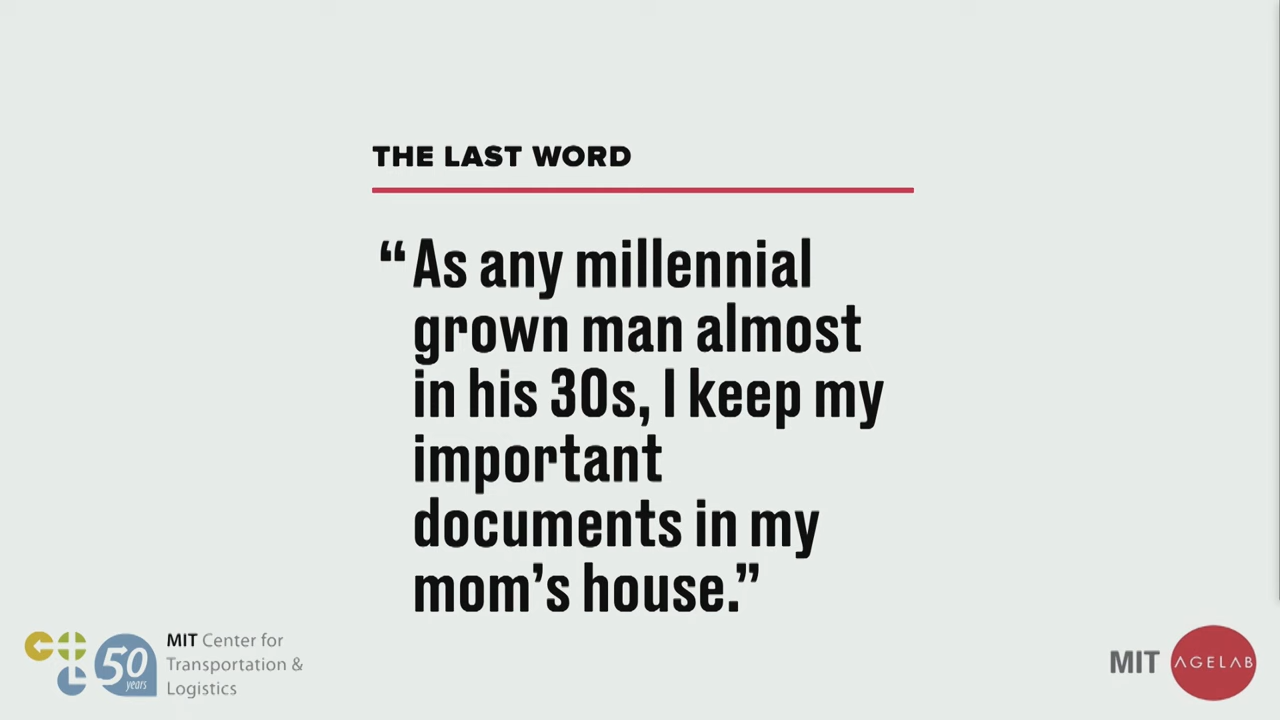 THE LAST WORD
“As any millennial
grown man almost
in his 30s, I keep my
important
documents in my
mom’s house.”
50
years
MIT Center for
Transportation &
Logistics
MIT AGELAB